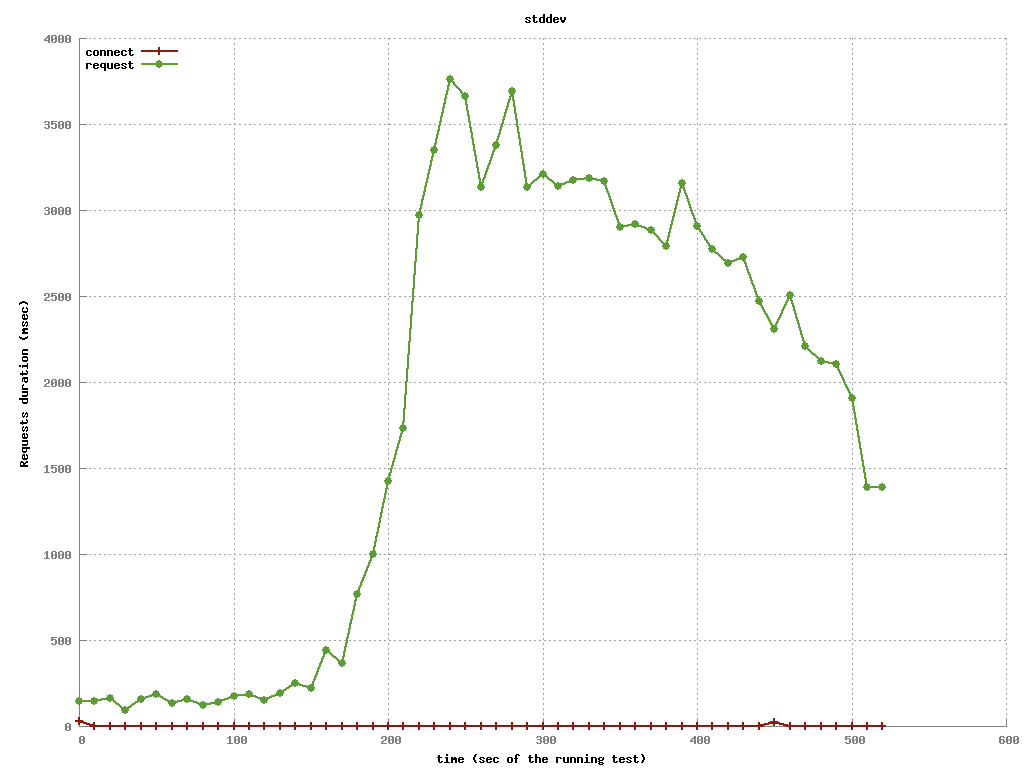 stddev
connect
request
4000
3500
3000
2500
2000
1500
1000
500
0
Requests duration (msec)
0 100 200 300 400 500 600
time (sec of the running test)